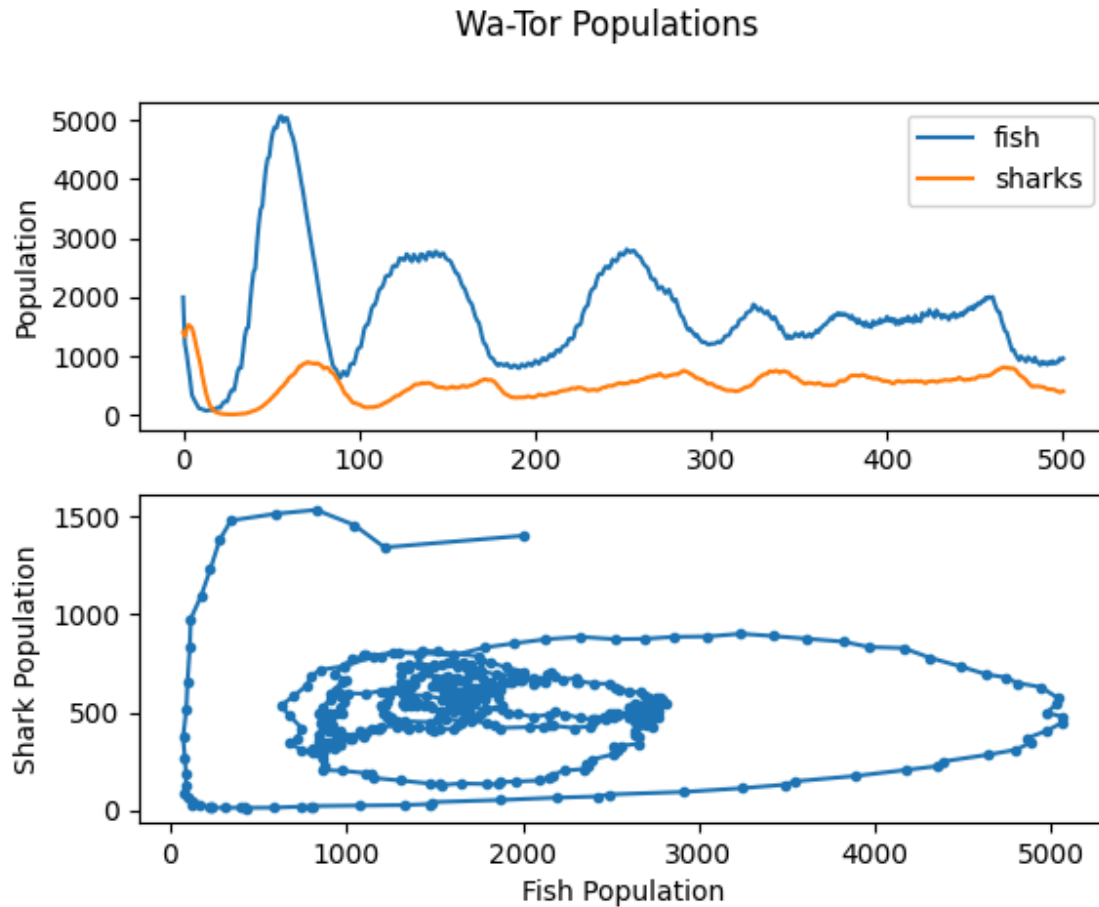 Wa-Tor Populations
Population
5000
4000
3000
2000
1000
0
fish
sharks
0 100 200 300 400 500
Shark Population
1500
1000
500
0
0 1000 2000 3000 4000 5000
Fish Population